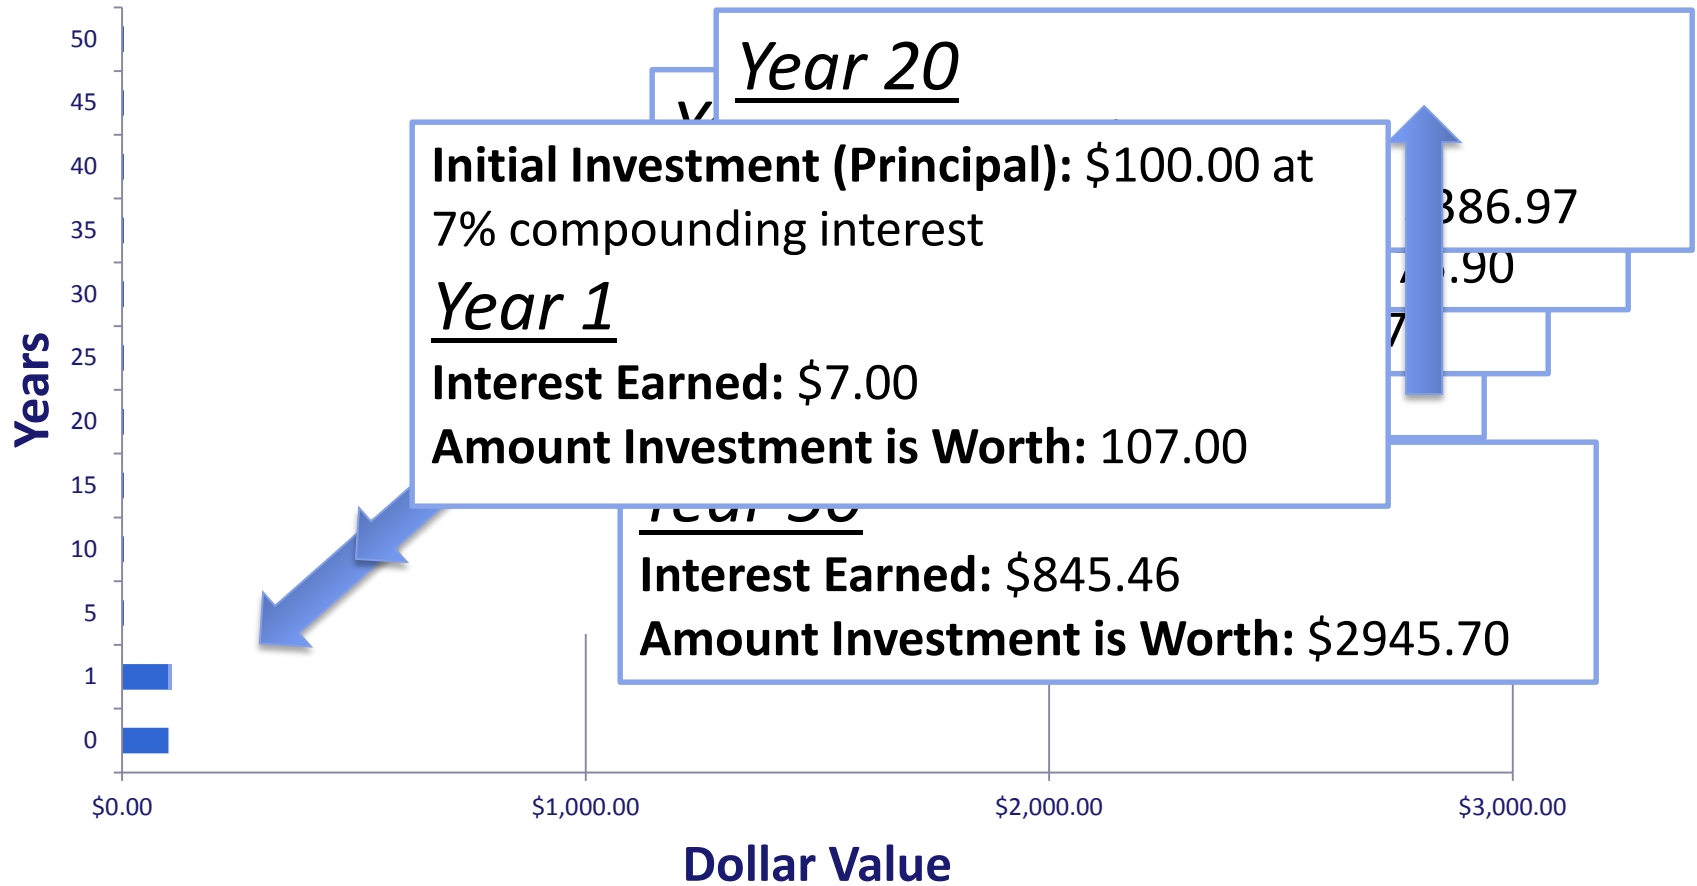 50
45
40
35
30
25
20
15
10
5
1
0
Years
$0.00
$1,000.00
$2,000.00
$3,000.00
Dollar Value
Year 20
Initial Investment (Principal): $100.00 at
7% compounding interest
Year 1
Interest Earned: $7.00
Amount Investment is Worth: 107.00
86.97
.90
7
Interest Earned: $845.46
Amount Investment is Worth: $2945.70